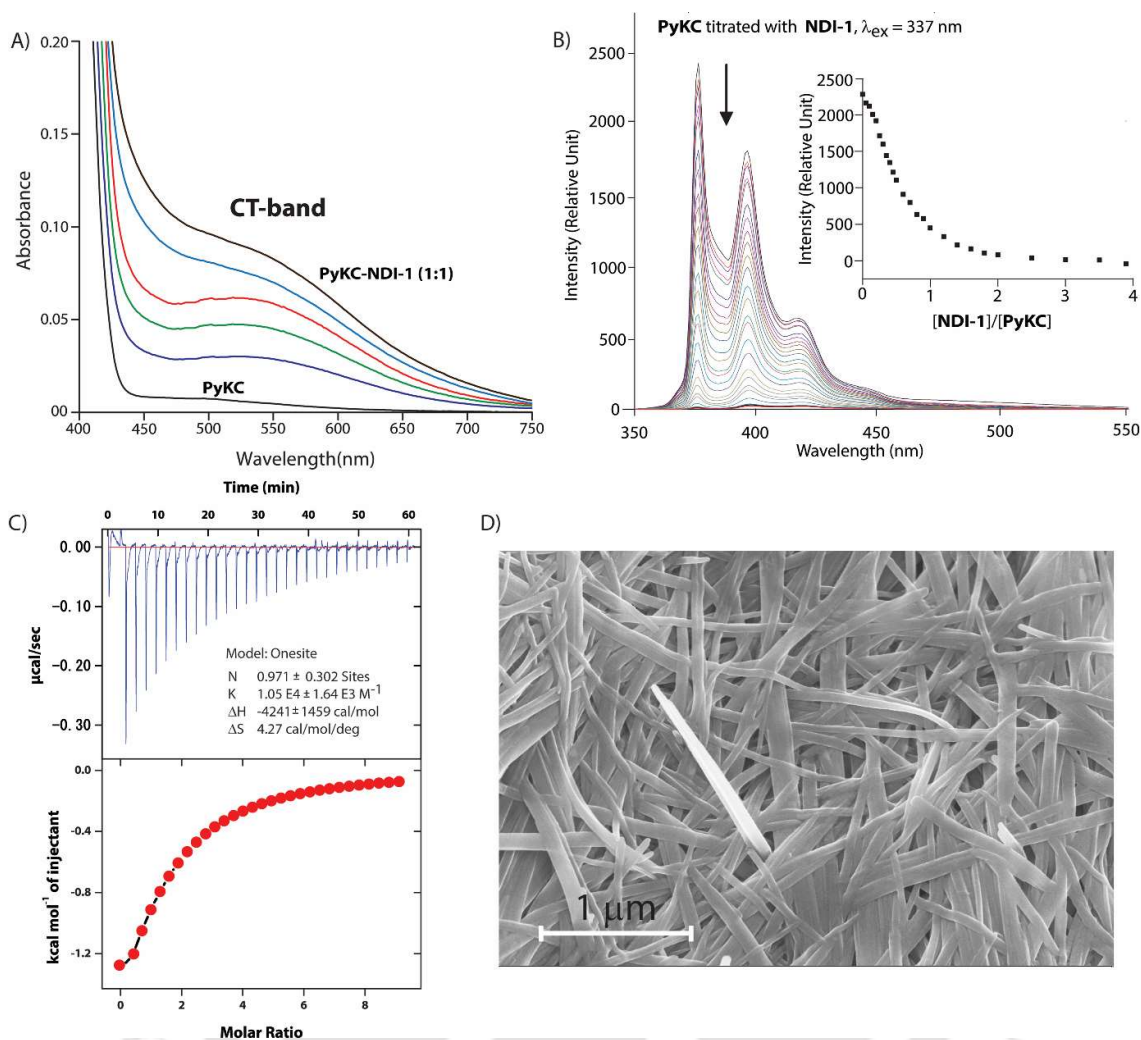 A)
0.20
0.15
0.10
0.05
00
Absorbance
CT-band
PyKC-NDI-1 (1:1)
PyKC
400 450 500 550 600 650 700 750
Wavelength(nm)
B)
PyKC titrated with NDI-1, λex = 337 nm
2500
2000
1500
1000
500
0
Intensity (Relative Unit)
350 400 450 500 550
Wavelength (nm)
2500
2000
1500
1000
500
0
Intensity (Relative Unit)
0 1 2 3 4
[NDI-1]/[PyKC]
C)
Time (min)
0 10 20 30 40 50 60
0.00
−0.10
−0.20
−0.30
µcal/sec
Model: Onesite
N 0.971 ± 0.302 Sites
K 1.05 E4 ± 1.64 E3 M⁻¹
ΔH -4241± 1459 cal/mol
ΔS 4.27 cal/mol/deg
0.0
-0.4
-0.8
-1.2
kcal mol⁻¹ of injectant
0 2 4 6 8
Molar Ratio
D)
1 µm